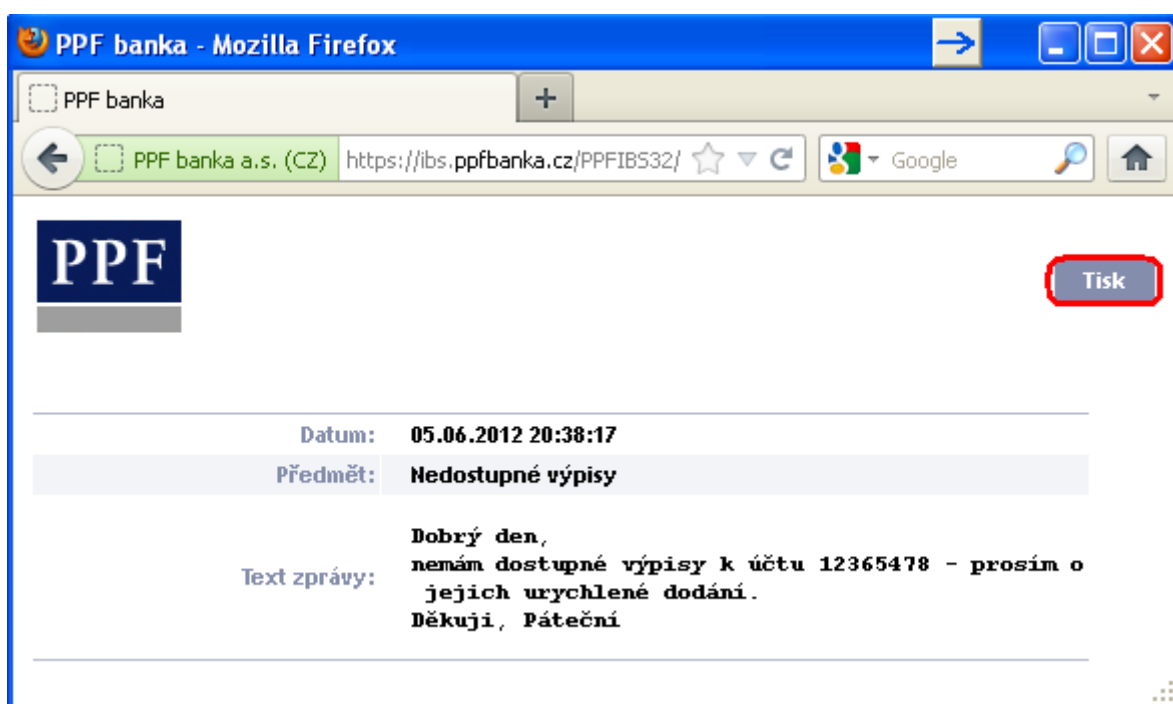 PPF banka - Mozilla Firefox
PPF banka
PPF banka a.s. (CZ) https://ibs.ppfbanka.cz/PPFIBS32/ Google
PPF
Tisk
Datum: 05.06.2012 20:38:17
Předmět: Nedostupné výpisy
Text zprávy: Dobrý den,
nemám dostupné výpisy k účtu 12365478 - prosím o
jejich urychlené dodání.
Děkuji, Páteční